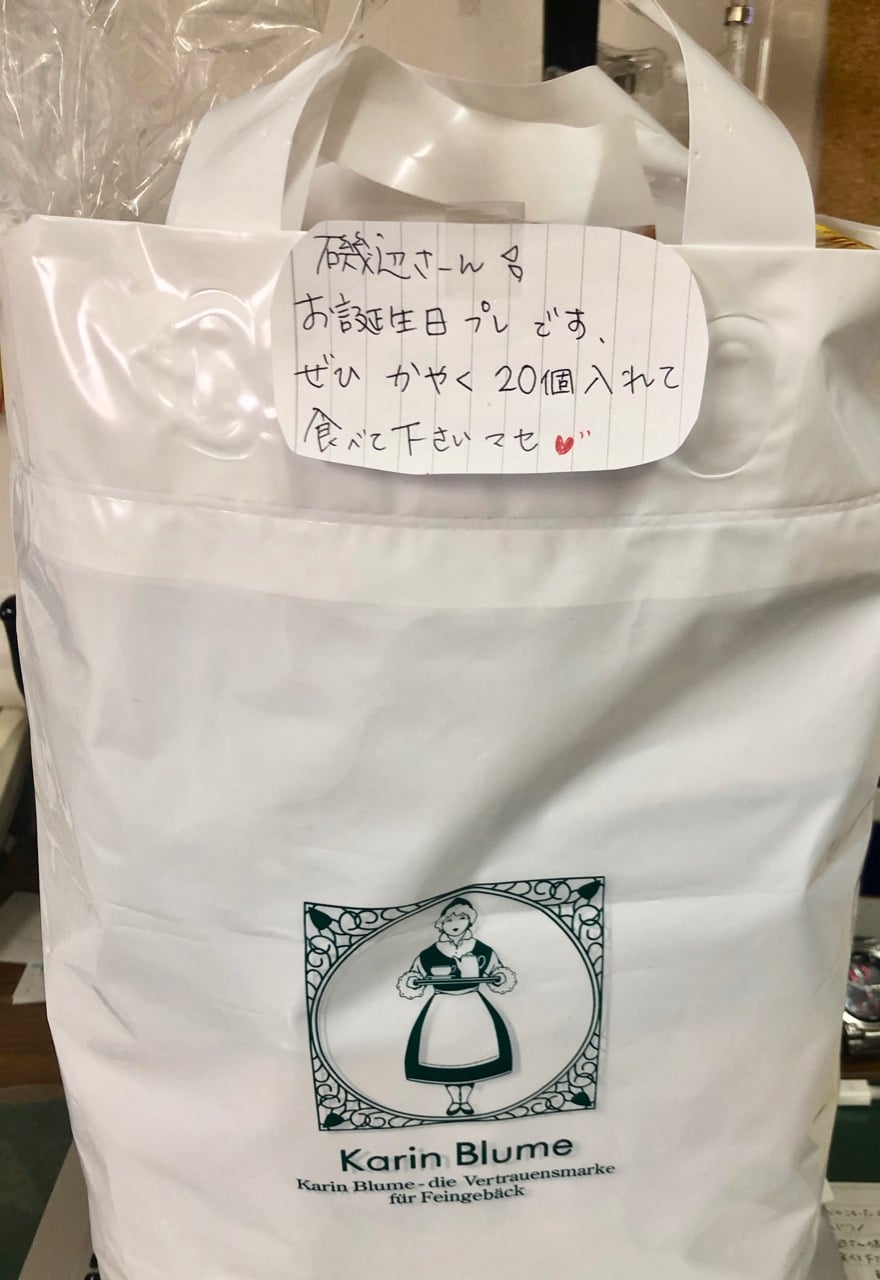 磯辺さーん
お誕生日プレです、
ぜひ かやく 20個入れて
食べて下さいマセ
Karin Blume
Karin Blume - die Vertrauensmarke
für Feingebäck